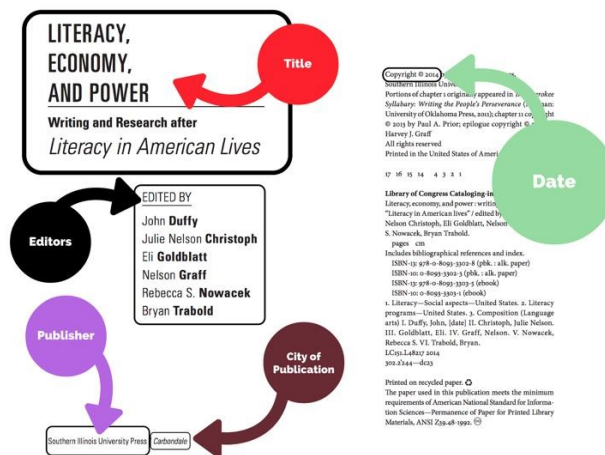 LITERACY,
ECONOMY,
AND POWER
Writing and Research after
Literacy in American Lives
Title
EDITED BY
John Duffy
Julie Nelson Christoph
Eli Goldblatt
Nelson Graff
Rebecca S. Nowacek
Bryan Trabold
Editors
Publisher
City of
Publication
Southern Illinois University Press
Carbondale
Copyright © 2014
Southern Illinois
Portions of chapter 1 originally appeared in
Syllabary: Writing the People's Perseverance
University of Oklahoma Press, 2011); chapter 11
© 2013 by Paul A. Prior; epilogue copyright ©
Harvey J. Graff
All rights reserved
Printed in the United States of
17 16 15 14 4 3 2 1
Date
Library of Congress
Literacy, economy, and power :
"Literacy in American lives" / edited
Nelson Christoph, Eli Goldblatt, Nelson
S. Nowacek, Bryan Trabold.
pages cm
Includes bibliographical references and index.
ISBN-13: 978-0-8093-3302-8 (pbk. : alk. paper)
ISBN-10: 0-8093-3302-3 (pbk. : alk. paper)
ISBN-13: 978-0-8093-3303-5 (ebook)
ISBN-10: 0-8093-3303-1 (ebook)
1. Literacy—Social aspects—United States. 2. Literacy
programs—United States. 3. Composition (Language
arts) I. Duffy, John, [date] II. Christoph, Julie Nelson.
III. Goldblatt, Eli. IV. Graff, Nelson. V. Nowacek,
Rebecca S. VI. Trabold, Bryan.
LC151.L48217 2014
302.2'244—dc23
Printed on recycled paper.
The paper used in this publication meets the minimum
requirements of American National Standard for Informa-
tion Sciences—Permanence of Paper for Printed Library
Materials, ANSI Z39.48-1992.